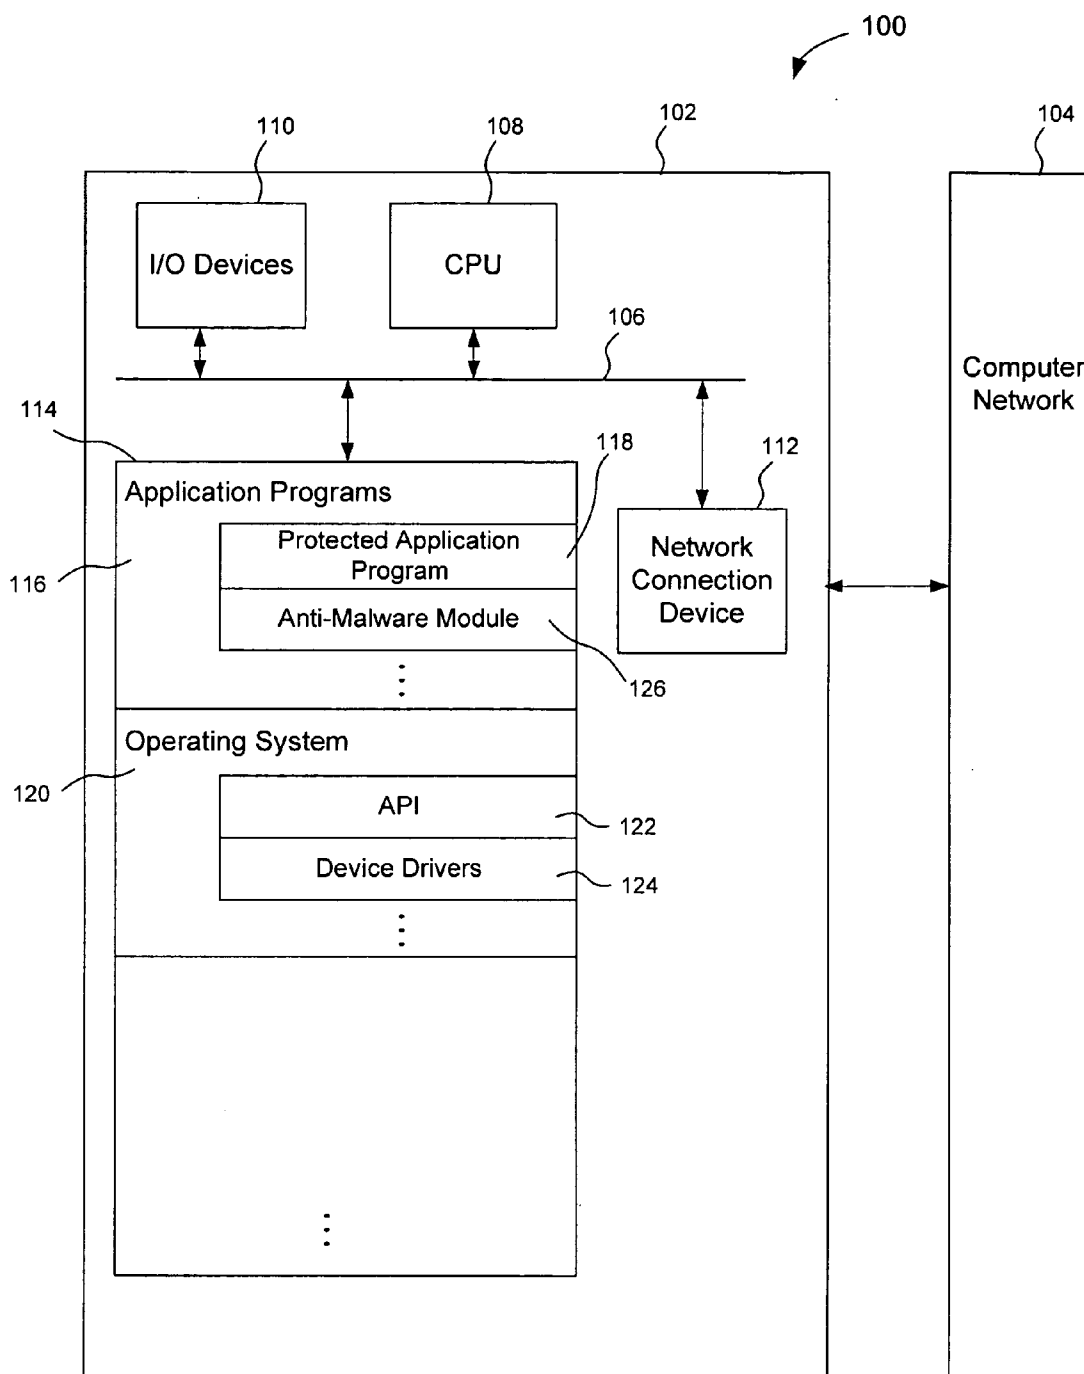 100
110
108
102
104
I/O Devices
CPU
106
Computer
Network
114
118
112
Application Programs
Protected Application
Program
116
Anti-Malware Module
Network
Connection
Device
126
Operating System
120
API
122
Device Drivers
124